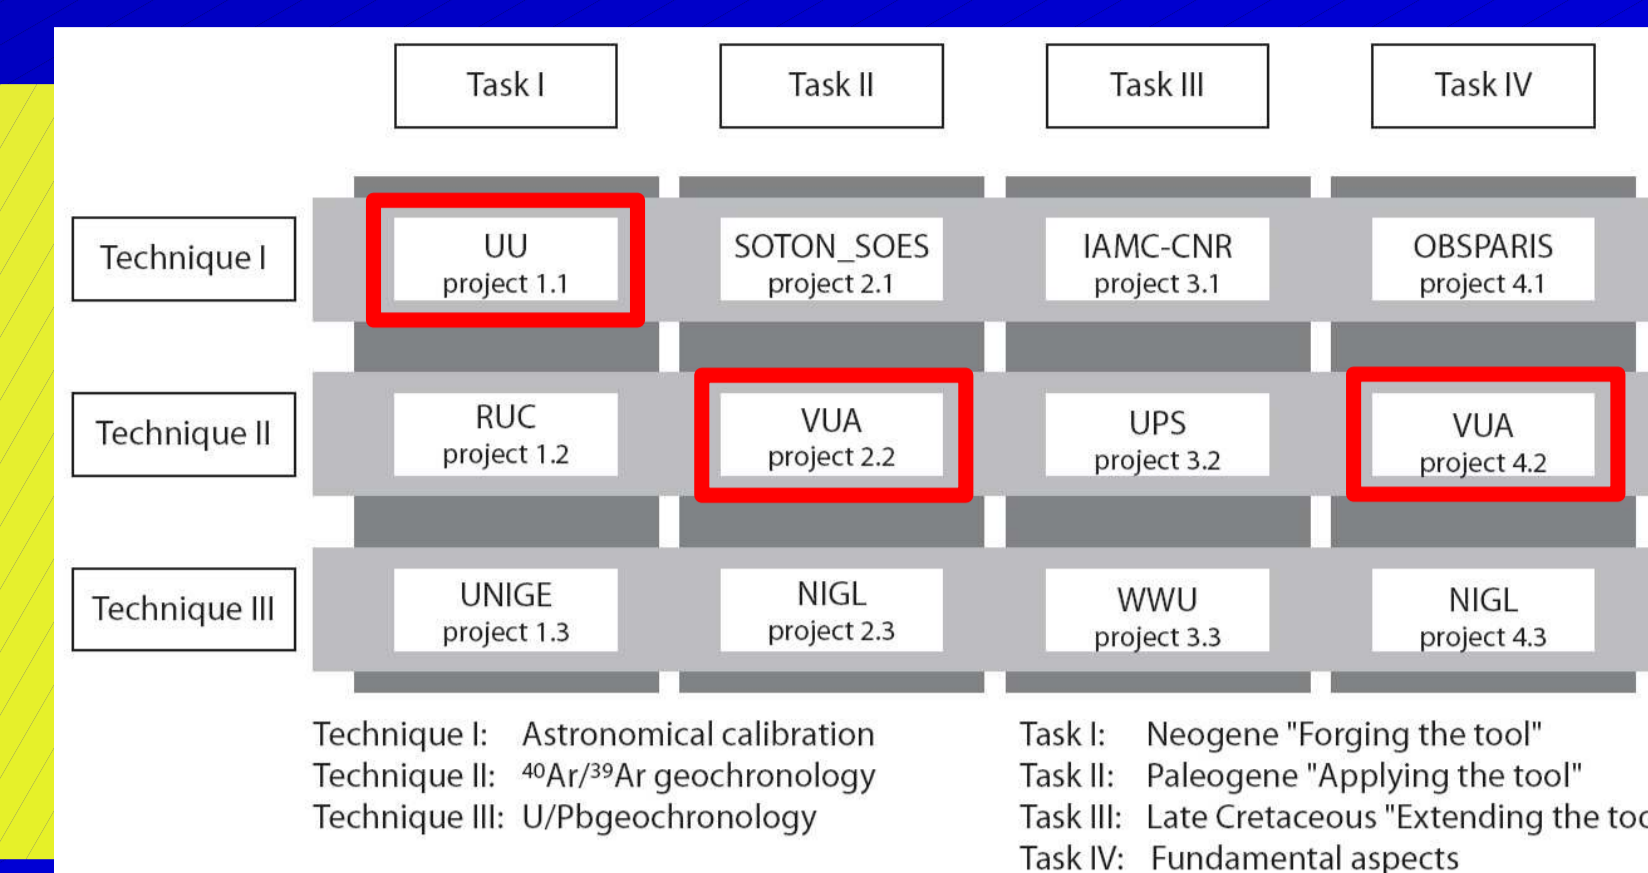 Task I
Task II
Task III
Task IV
Technique I
UU
project 1.1
SOTON_SOES
project 2.1
IAMC-CNR
project 3.1
OBSPARIS
project 4.1
Technique II
RUC
project 1.2
VUA
project 2.2
UPS
project 3.2
VUA
project 4.2
Technique III
UNIGE
project 1.3
NIGL
project 2.3
WWU
project 3.3
NIGL
project 4.3
Technique I: Astronomical calibration
Technique II: ⁴⁰Ar/³⁹Ar geochronology
Technique III: U/Pbgeochronology
Task I: Neogene "Forging the tool"
Task II: Paleogene "Applying the tool"
Task III: Late Cretaceous "Extending the
Task IV: Fundamental aspects